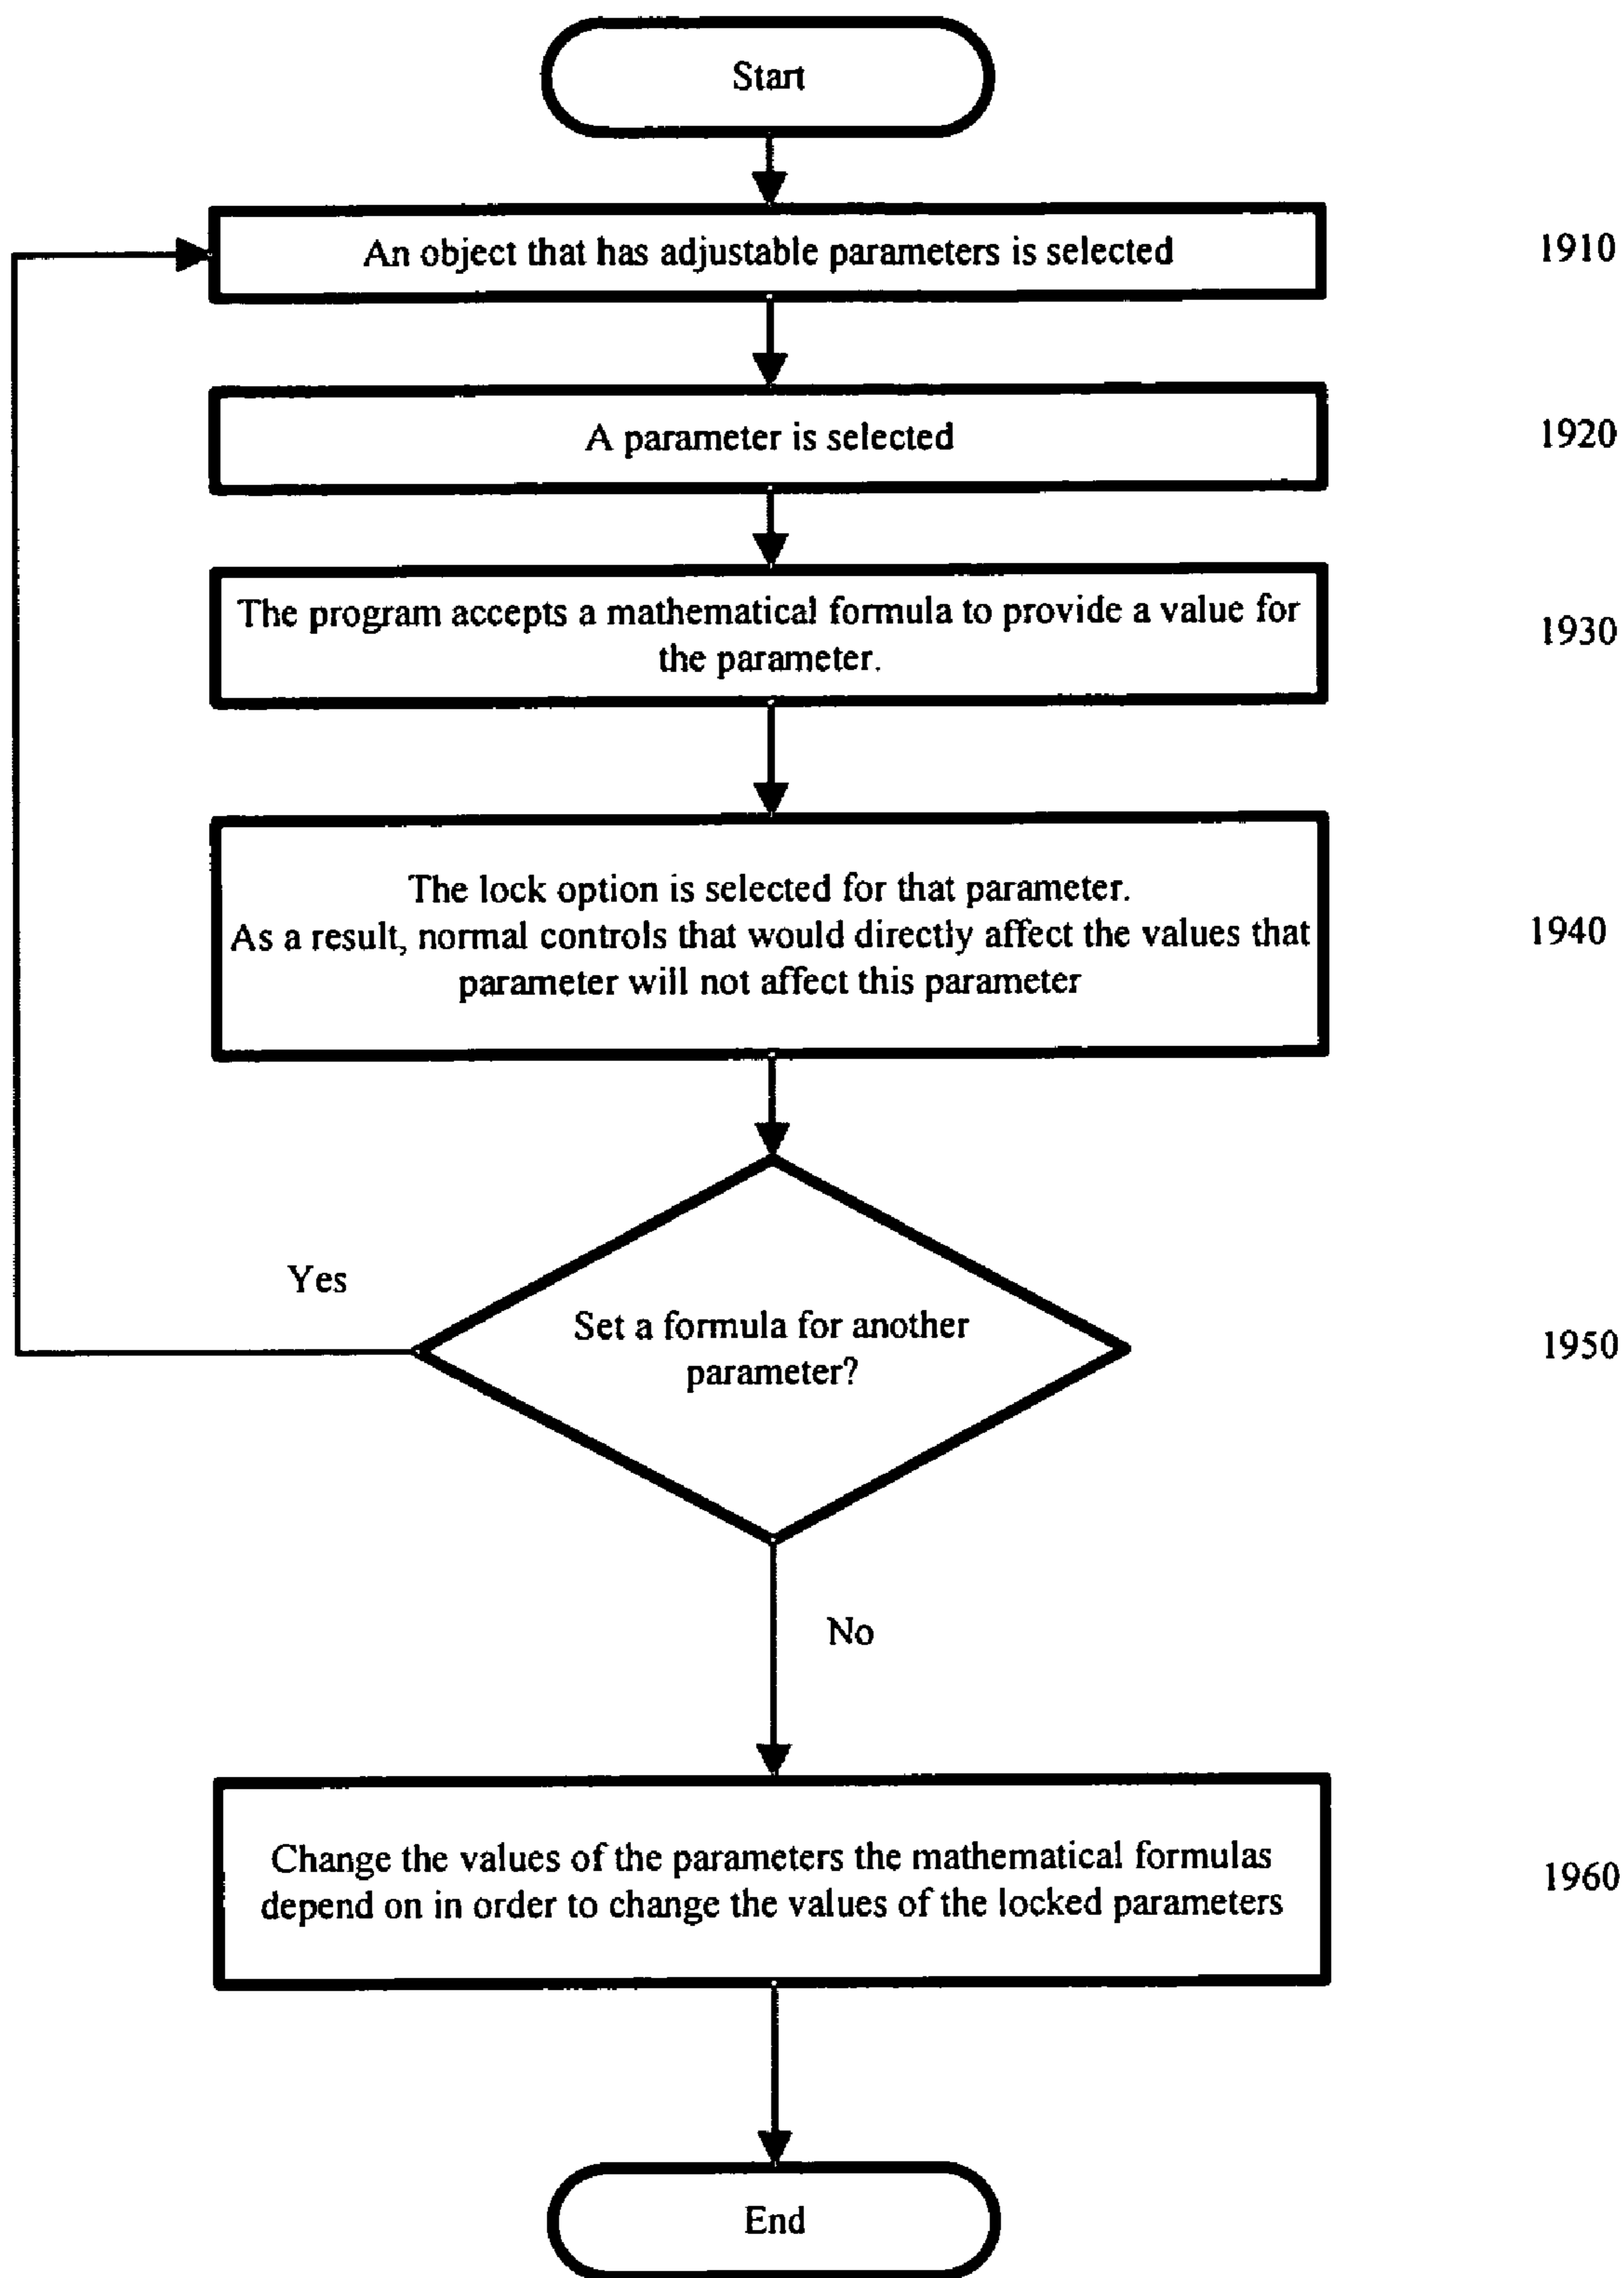 Start
An object that has adjustable parameters is selected
1910
A parameter is selected
1920
The program accepts a mathematical formula to provide a value for
the parameter.
1930
The lock option is selected for that parameter.
As a result, normal controls that would directly affect the values that
parameter will not affect this parameter
1940
Yes
Set a formula for another
parameter?
1950
No
Change the values of the parameters the mathematical formulas
depend on in order to change the values of the locked parameters
1960
End